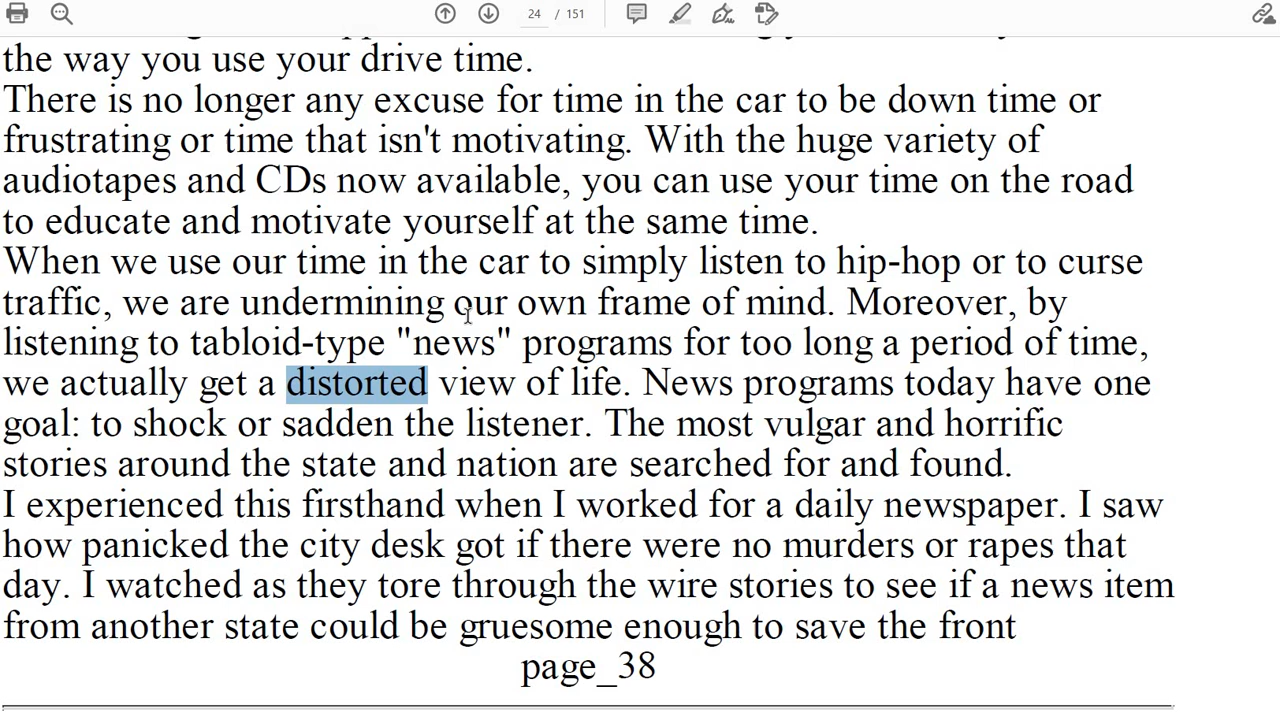 24 / 151
the way you use your drive time.
There is no longer any excuse for time in the car to be down time or
frustrating or time that isn't motivating. With the huge variety of
audiotapes and CDs now available, you can use your time on the road
to educate and motivate yourself at the same time.
When we use our time in the car to simply listen to hip-hop or to curse
traffic, we are undermining our own frame of mind. Moreover, by
listening to tabloid-type "news" programs for too long a period of time,
we actually get a distorted view of life. News programs today have one
goal: to shock or sadden the listener. The most vulgar and horrific
stories around the state and nation are searched for and found.
I experienced this firsthand when I worked for a daily newspaper. I saw
how panicked the city desk got if there were no murders or rapes that
day. I watched as they tore through the wire stories to see if a news item
from another state could be gruesome enough to save the front
page_38